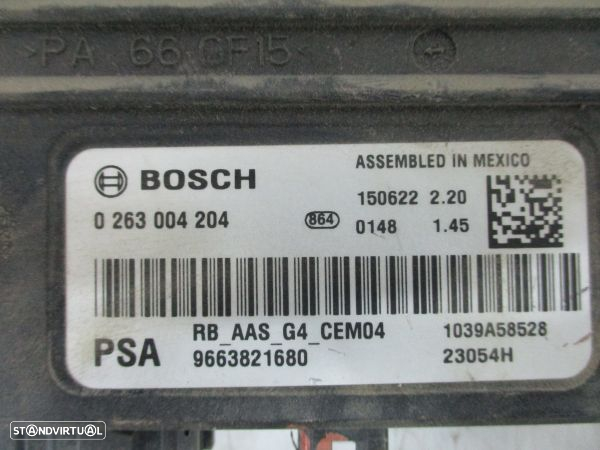 >PA 66 GF15<
BOSCH
ASSEMBLED IN MEXICO
0 263 004 204
864
150622 2.20
0148 1.45
PSA
RB_AAS_G4_CEM04
9663821680
1039A58528
23054H
STANDVIRTUAL